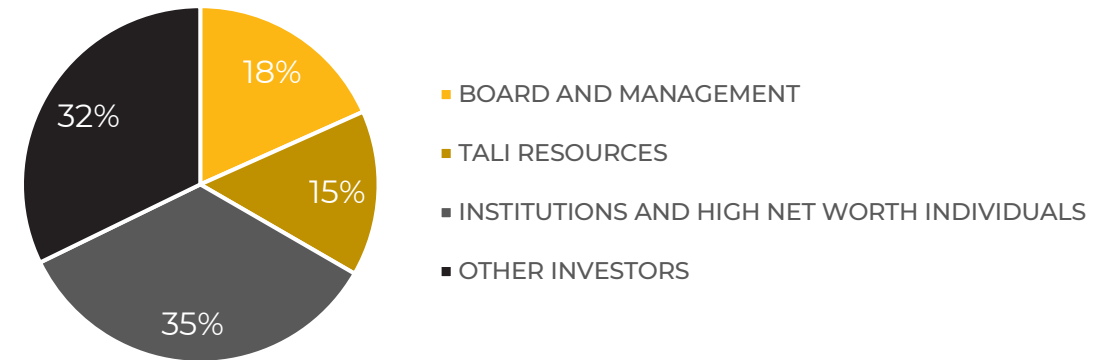 18%
32%
15%
35%
BOARD AND MANAGEMENT
TALI RESOURCES
INSTITUTIONS AND HIGH NET WORTH INDIVIDUALS
OTHER INVESTORS